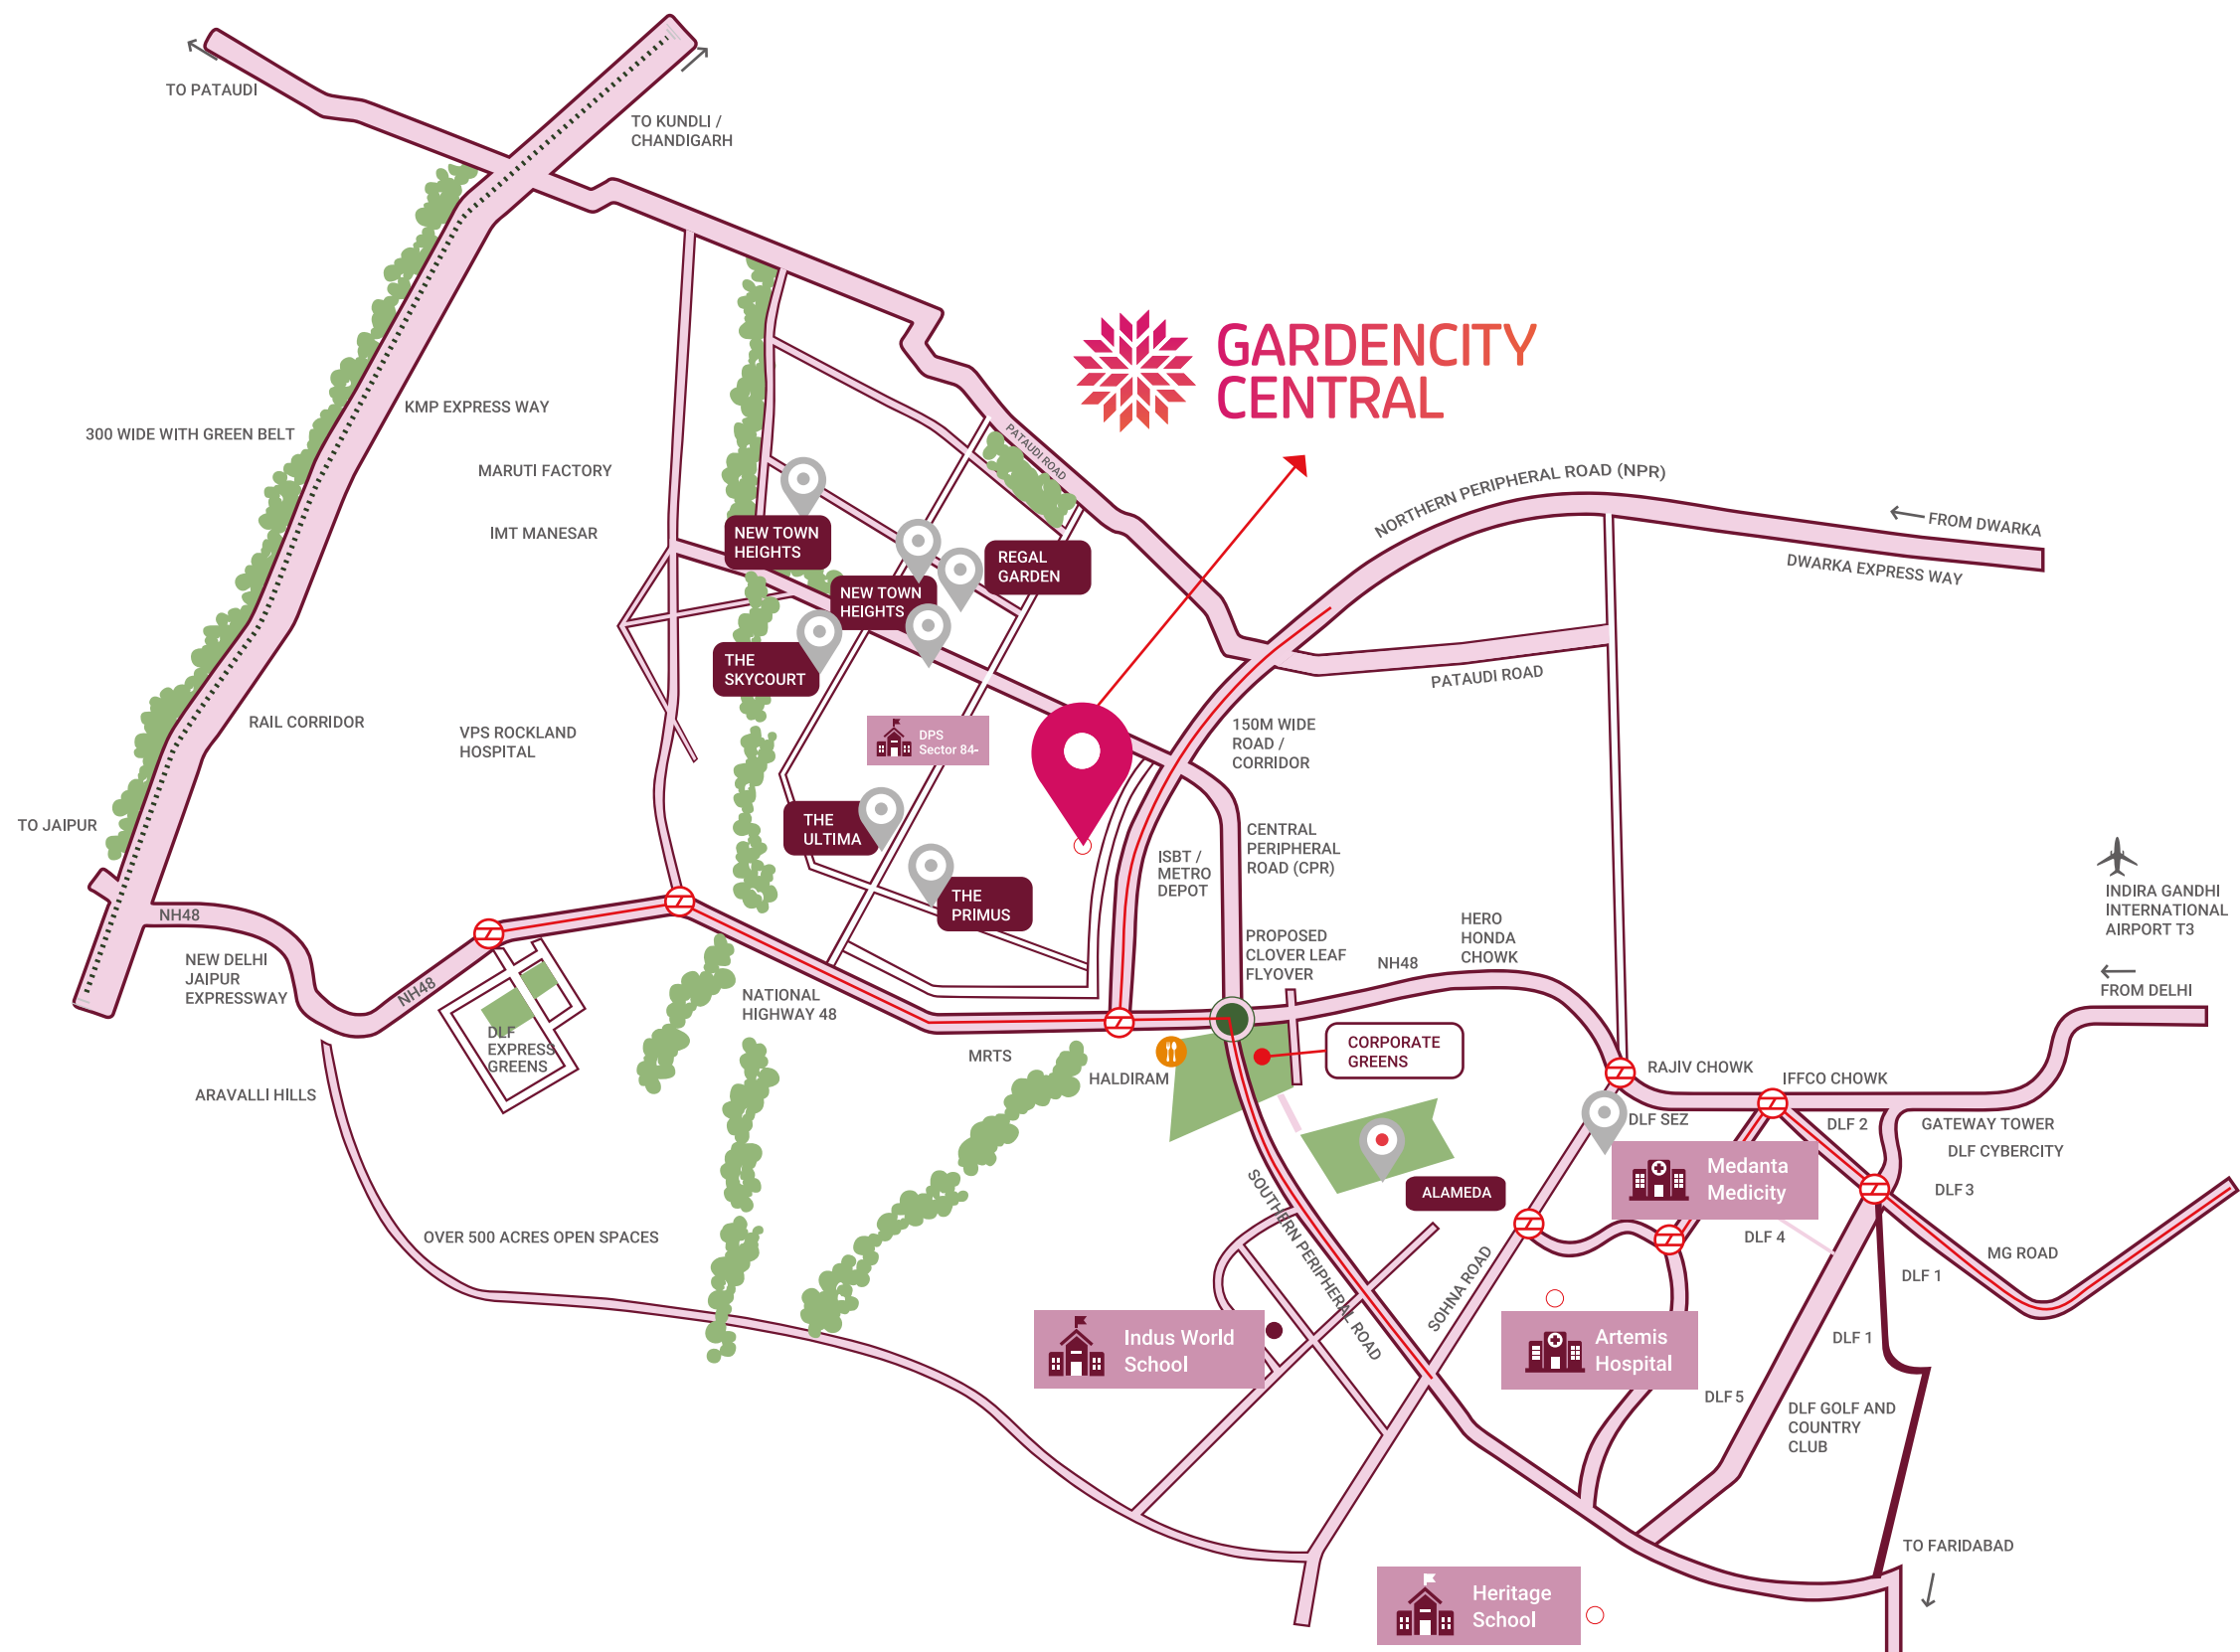 TO PATAUDI
TO KUNDLI /
CHANDIGARH
GARDENCITY
CENTRAL
300 WIDE WITH GREEN BELT
KMP EXPRESS WAY
MARUTI FACTORY
IMT MANESAR
PATAUDI ROAD
NORTHERN PERIPHERAL ROAD (NPR)
FROM DWARKA
DWARKA EXPRESS WAY
NEW TOWN
HEIGHTS
REGAL
GARDEN
NEW TOWN
HEIGHTS
THE
SKYCOURT
PATAUDI ROAD
RAIL CORRIDOR
VPS ROCKLAND
HOSPITAL
DPS
Sector 84-
150M WIDE
ROAD /
CORRIDOR
TO JAIPUR
THE
ULTIMA
CENTRAL
PERIPHERAL
ROAD (CPR)
ISBT /
METRO
DEPOT
THE
PRIMUS
INDIRA GANDHI
INTERNATIONAL
AIRPORT T3
NH48
HERO
HONDA
CHOWK
PROPOSED
CLOVER LEAF
FLYOVER
NH48
NEW DELHI
JAIPUR
EXPRESSWAY
NH48
NATIONAL
HIGHWAY 48
FROM DELHI
DLF
EXPRESS
GREENS
MRTS
HALDIRAM
CORPORATE
GREENS
RAJIV CHOWK
IFFCO CHOWK
ARAVALLI HILLS
DLF SEZ
DLF 2
GATEWAY TOWER
DLF CYBERCITY
Medanta
Medicity
DLF 3
ALAMEDA
OVER 500 ACRES OPEN SPACES
SOUTHERN PERIPHERAL ROAD
SOHNA ROAD
DLF 4
MG ROAD
DLF 1
Indus World
School
Artemis
Hospital
DLF 1
DLF 5
DLF GOLF AND
COUNTRY
CLUB
TO FARIDABAD
Heritage
School